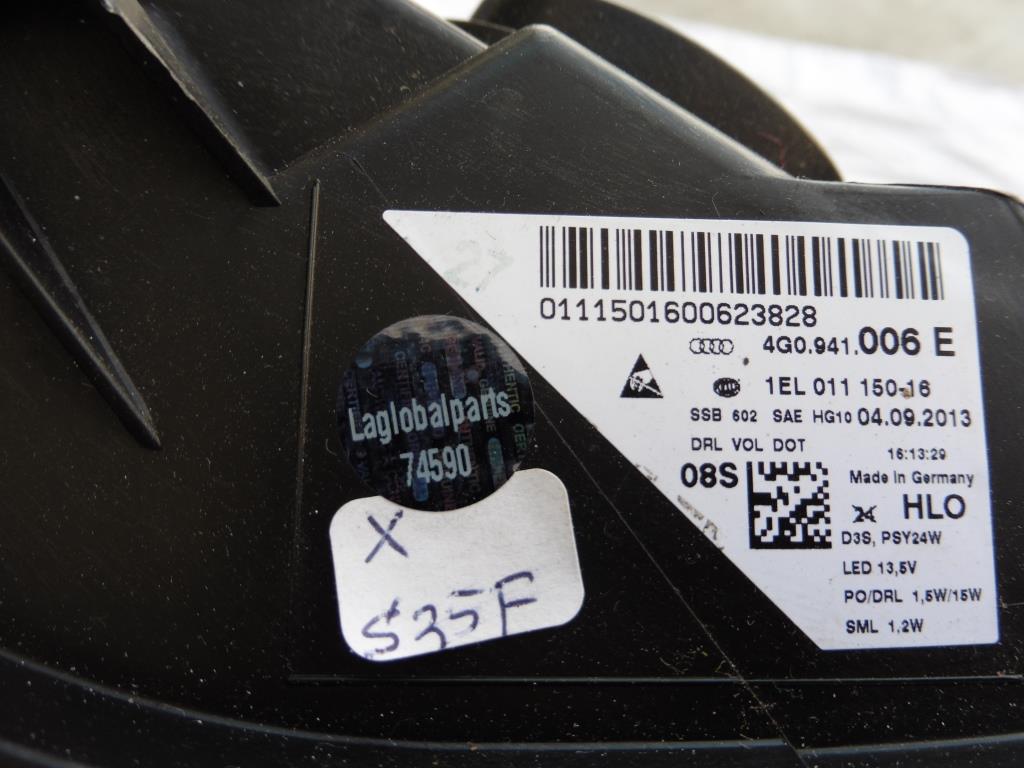 0111501600623828
4G0.941.006 E
1EL 011 150-16
SSB 602 SAE HG10 04.09.2013
DRL VOL DOT
16:13:29
08S
Made in Germany
HLO
D3S, PSY24W
LED 13,5V
PO/DRL 1,5W/15W
SML 1,2W
Laglobalparts
74590
X
S35F